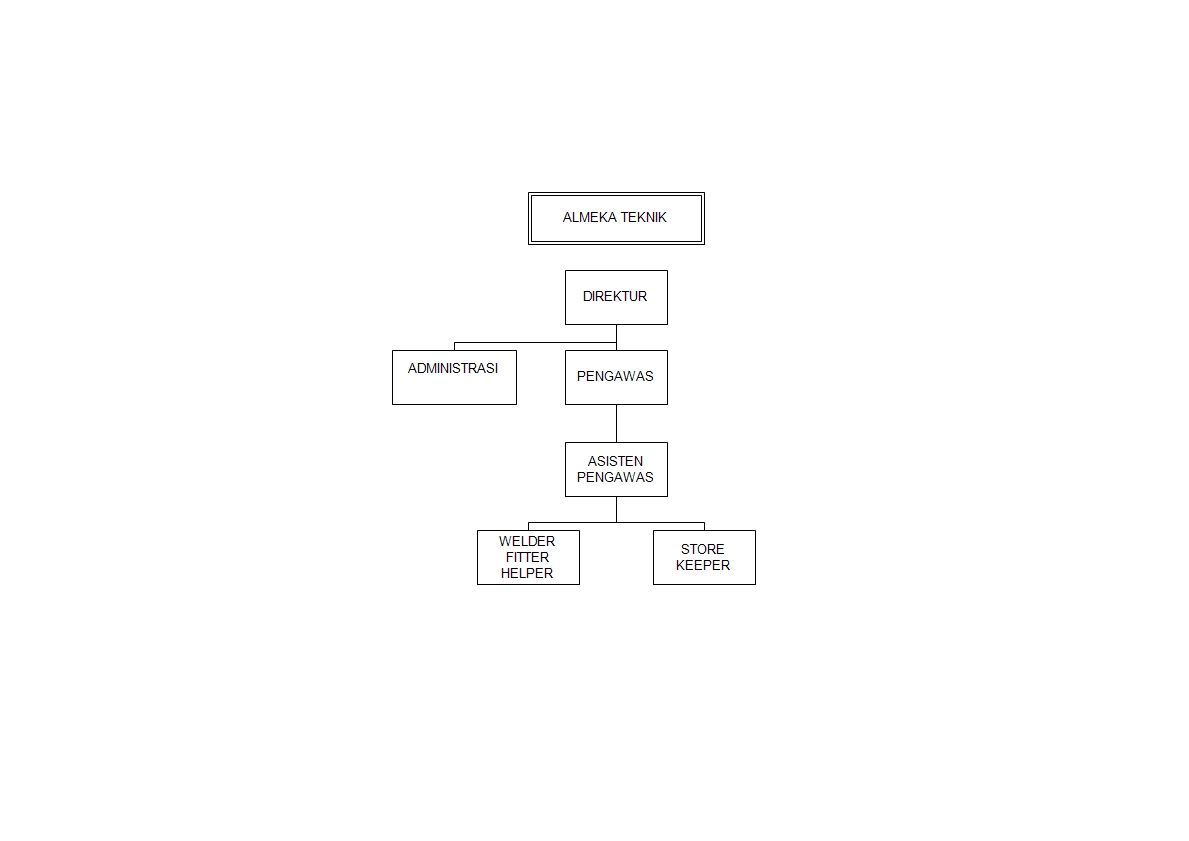 ALMEKA TEKNIK
DIREKTUR
ADMINISTRASI
PENGAWAS
ASISTEN
PENGAWAS
WELDER
FITTER
HELPER
STORE
KEEPER